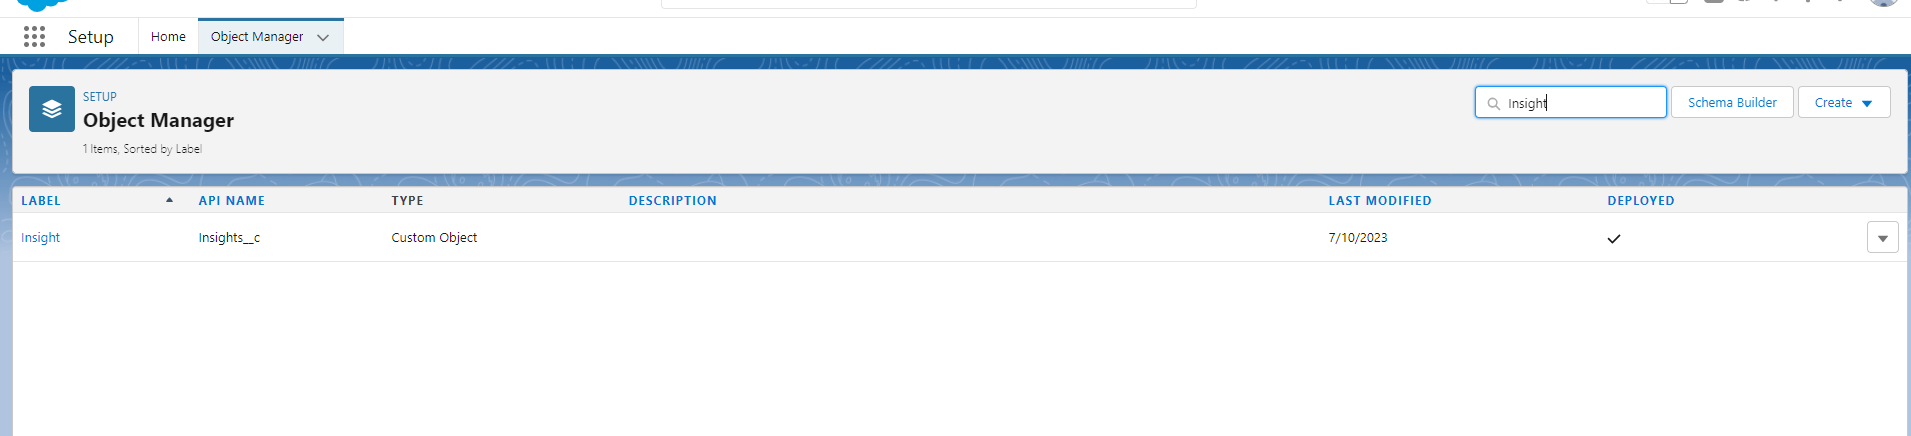 Setup
Home
Object Manager
SETUP
Object Manager
1 Items, Sorted by Label
Insight
Schema Builder
Create
LABEL
API NAME
TYPE
DESCRIPTION
LAST MODIFIED
DEPLOYED
Insight
Insights__c
Custom Object
7/10/2023